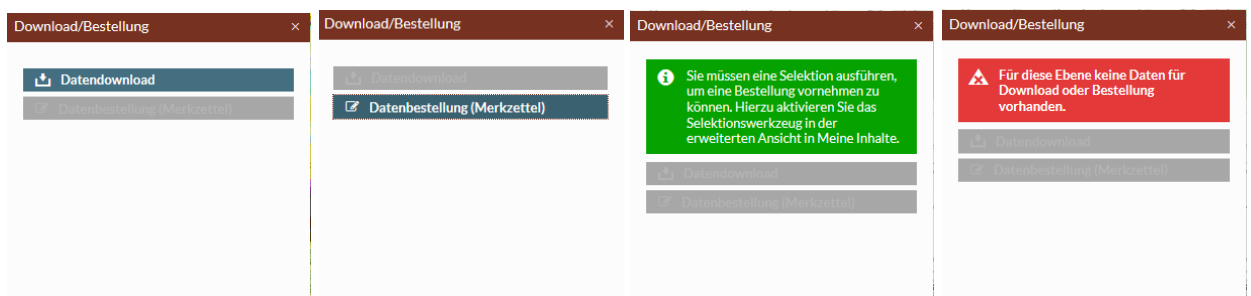 Download/Bestellung ×
Datendownload
Datenbestellung (Merkzettel)
Download/Bestellung ×
Datendownload
Datenbestellung (Merkzettel)
Download/Bestellung ×
Sie müssen eine Selektion ausführen,
um eine Bestellung vornehmen zu
können. Hierzu aktivieren Sie das
Selektionswerkzeug in der
erweiterten Ansicht in Meine Inhalte.
Datendownload
Datenbestellung (Merkzettel)
Download/Bestellung ×
Für diese Ebene keine Daten für
Download oder Bestellung
vorhanden.
Datendownload
Datenbestellung (Merkzettel)